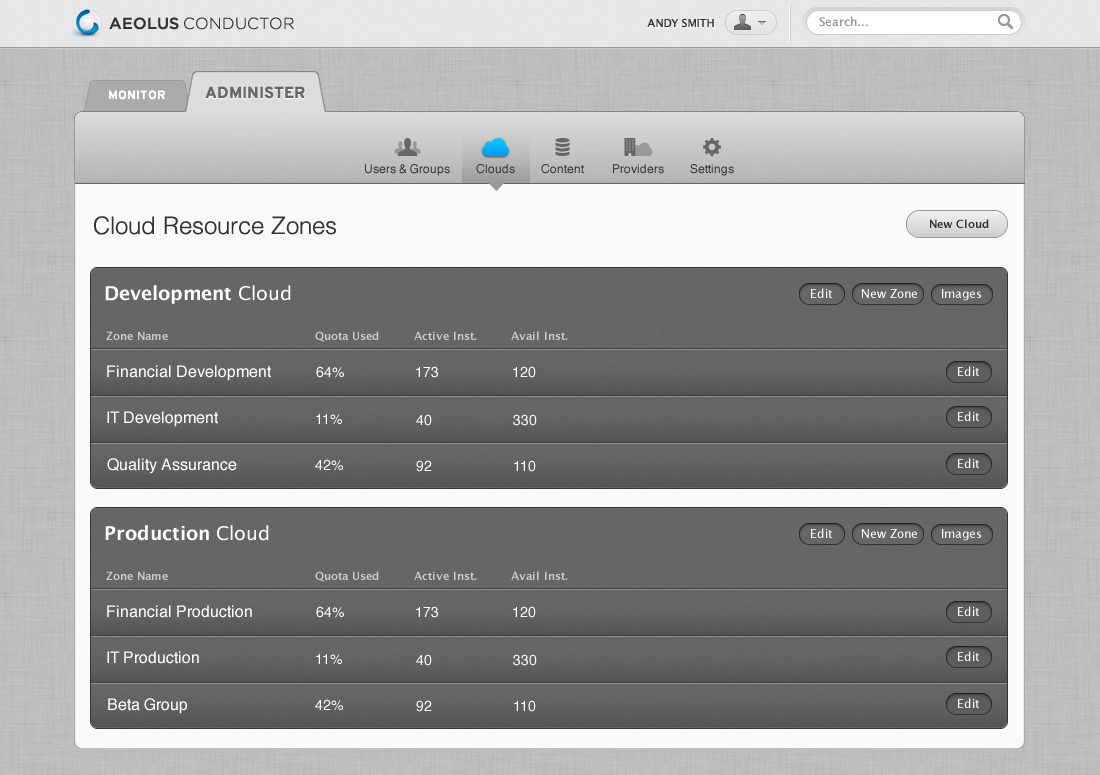 AEOLUS CONDUCTOR
ANDY SMITH
Search...
MONITOR
ADMINISTER
Users & Groups
Clouds
Content
Providers
Settings
Cloud Resource Zones
New Cloud
Development Cloud
Edit
New Zone
Images
Zone Name Quota Used Active Inst. Avail Inst.
Financial Development 64% 173 120 Edit
IT Development 11% 40 330 Edit
Quality Assurance 42% 92 110 Edit
Production Cloud
Edit
New Zone
Images
Zone Name Quota Used Active Inst. Avail Inst.
Financial Production 64% 173 120 Edit
IT Production 11% 40 330 Edit
Beta Group 42% 92 110 Edit